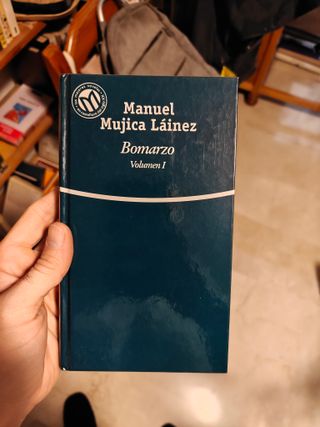 Manuel
Mujica Láinez
Bomarzo
Volumen I